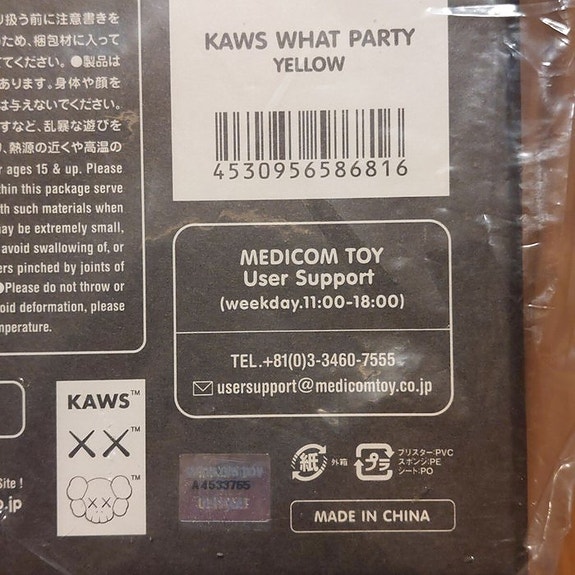 り扱う前に注意書きを
ため、梱包材に入って
てください。●製品は
あります。身体や顔を
は与えないでください。
すなど、乱暴な遊びを
、熱源の近くや高温の
r ages 15 & up. Please
thin this package serve
th such materials when
may be extremely small,
avoid swallowing of, or
ers pinched by joints of
●Please do not throw or
oid deformation, please
mperature.
KAWS WHAT PARTY
YELLOW
4530956586816
MEDICOM TOY
User Support
(weekday.11:00-18:00)
TEL.+81(0)3-3460-7555
usersupport@medicomtoy.co.jp
Site !
o.jp
KAWS™
XX™
™
A4533765
紙 外箱
プラ
ブリスター:PVC
スポンジ:PE
シート:PO
MADE IN CHINA